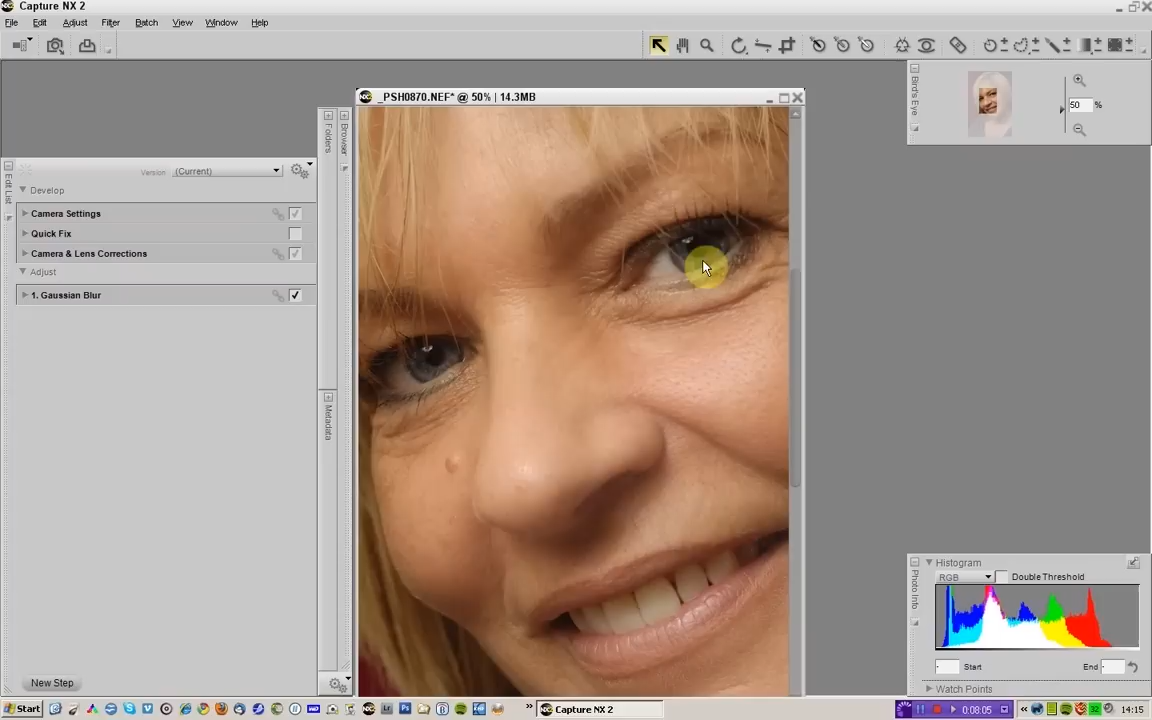 Capture NX 2
File Edit Adjust Filter Batch View Window Help
_PSH0870.NEF* @ 50% | 14.3MB
Bird's Eye
50 %
Folders
Browser
Metadata
Edit List
Version (Current)
Develop
Camera Settings
Quick Fix
Camera & Lens Corrections
Adjust
1. Gaussian Blur
New Step
Photo Info
Histogram
RGB Double Threshold
- Start End -
Watch Points
Start
Capture NX 2
0:08:05
32
14:15